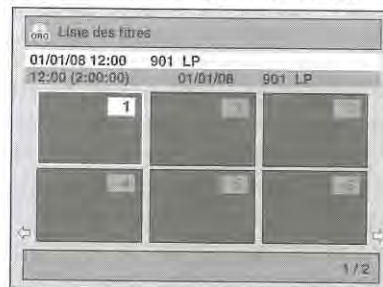 Liste des titres
01/01/08 12:00 901 LP
12:00 (2:00:00) 01/01/08 901 LP
1
4 5 6
1 / 2